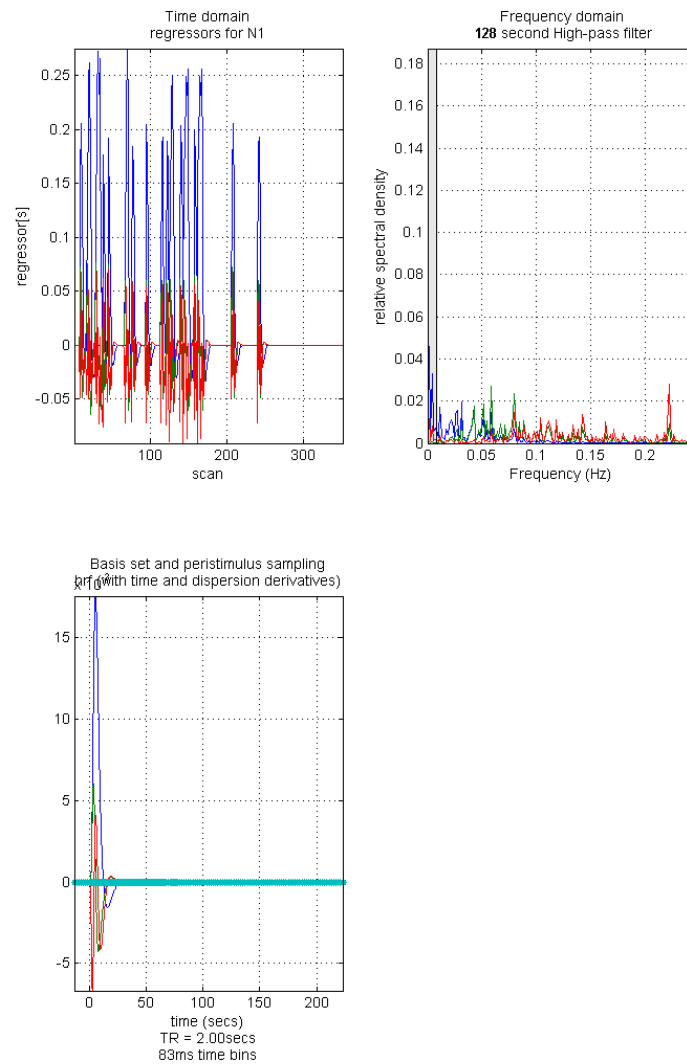 Time domain
regressors for N1
0.25
0.2
0.15
0.1
0.05
0
-0.05
regressor[s]
100
200
300
scan
Frequency domain
128 second High-pass filter
0.18
0.16
0.14
0.12
0.1
0.08
0.06
0.04
0.02
0
relative spectral density
0
0.05
0.1
0.15
0.2
Frequency (Hz)
Basis set and peristimulus sampling
hrf (with time and dispersion derivatives)
15
10
5
0
-5
0
50
100
150
200
time (secs)
TR = 2.00secs
83ms time bins